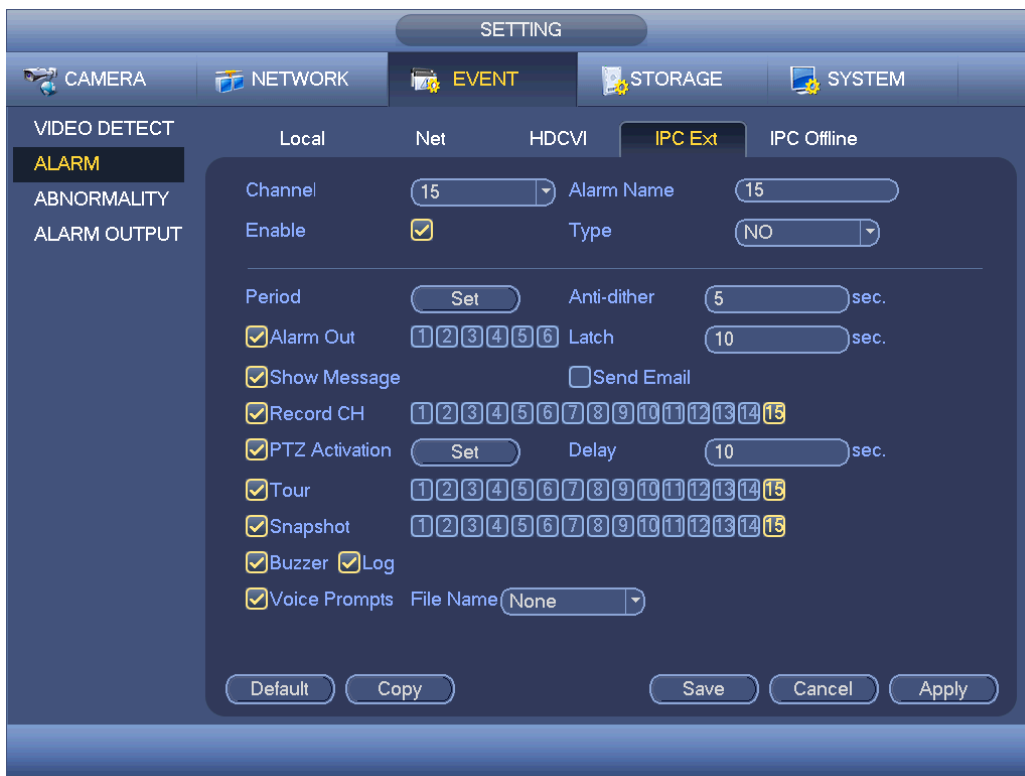 SETTING
CAMERA NETWORK EVENT STORAGE SYSTEM
VIDEO DETECT
ALARM
ABNORMALITY
ALARM OUTPUT
Local Net HDCVI IPC Ext IPC Offline
Channel 15 Alarm Name 15
Enable Type NO
Period Set Anti-dither 5 sec.
Alarm Out 1 2 3 4 5 6 Latch 10 sec.
Show Message Send Email
Record CH 1 2 3 4 5 6 7 8 9 10 11 12 13 14 15
PTZ Activation Set Delay 10 sec.
Tour 1 2 3 4 5 6 7 8 9 10 11 12 13 14 15
Snapshot 1 2 3 4 5 6 7 8 9 10 11 12 13 14 15
Buzzer Log
Voice Prompts File Name None
Default Copy Save Cancel Apply